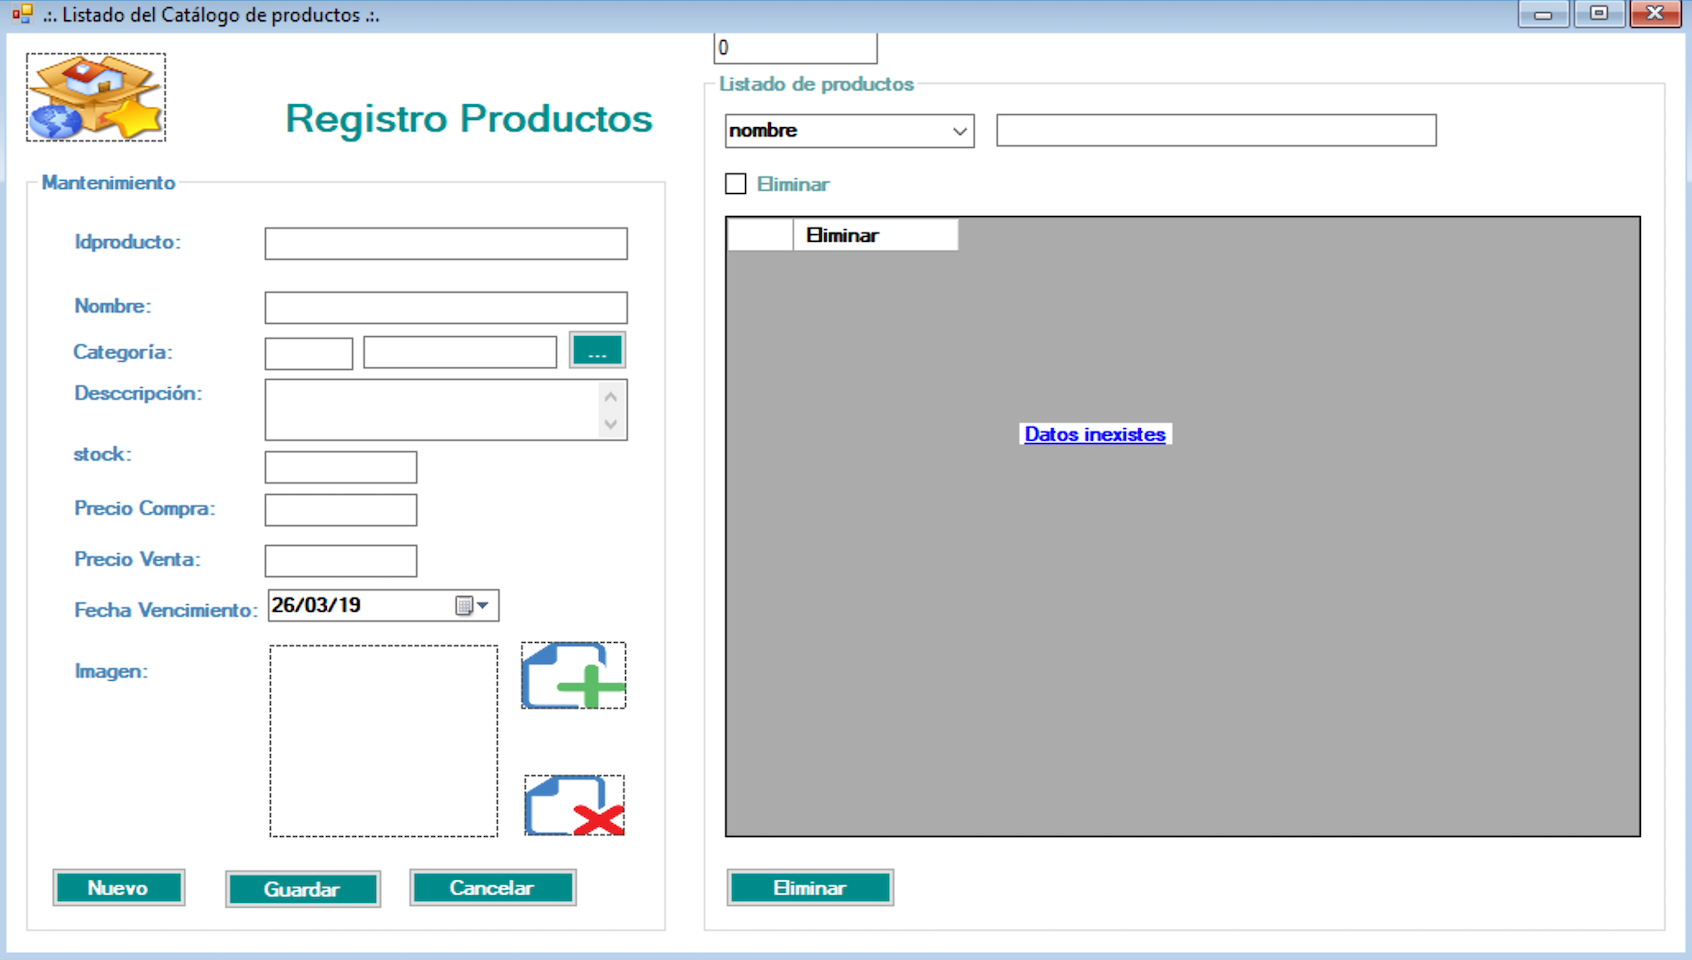 .:. Listado del Catálogo de productos .:.
0
Registro Productos
Mantenimiento
Idproducto:
Nombre:
Categoría:
...
Desccripción:
stock:
Precio Compra:
Precio Venta:
Fecha Vencimiento:
26/03/19
Imagen:
Nuevo
Guardar
Cancelar
Listado de productos
nombre
Eliminar
Eliminar
Datos inexistes
Eliminar